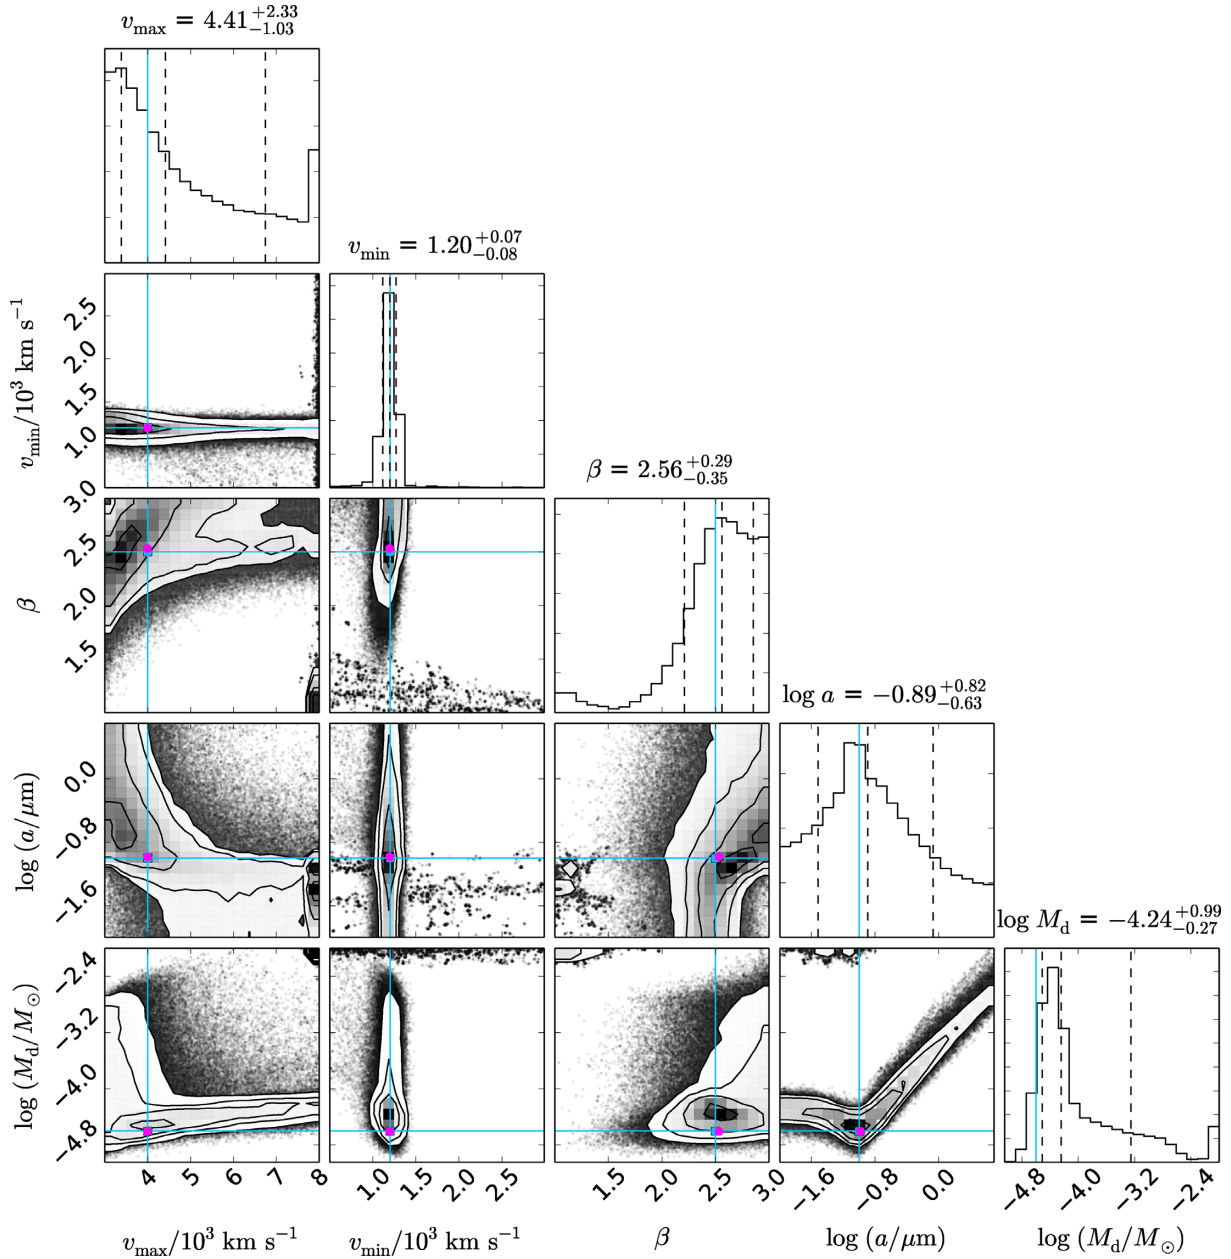 v_max = 4.41 +2.33 −1.03
v_min = 1.20 +0.07 −0.08
v_min/10³ km s⁻¹
2.5
2.0
1.5
1.0
β = 2.56 +0.29 −0.35
β
3.0
2.5
2.0
1.5
log a = −0.89 +0.82 −0.63
log (a/μm)
0.0
−0.8
−1.6
log M_d = −4.24 +0.99 −0.27
log (M_d/M_⊙)
−2.4
−3.2
−4.0
−4.8
3 4 5 6 7 8
1.0 1.5 2.0 2.5
1.5 2.0 2.5 3.0
−1.6 −0.8 0.0
−4.8 −4.0 −3.2 −2.4
v_max/10³ km s⁻¹
v_min/10³ km s⁻¹
β
log (a/μm)
log (M_d/M_⊙)